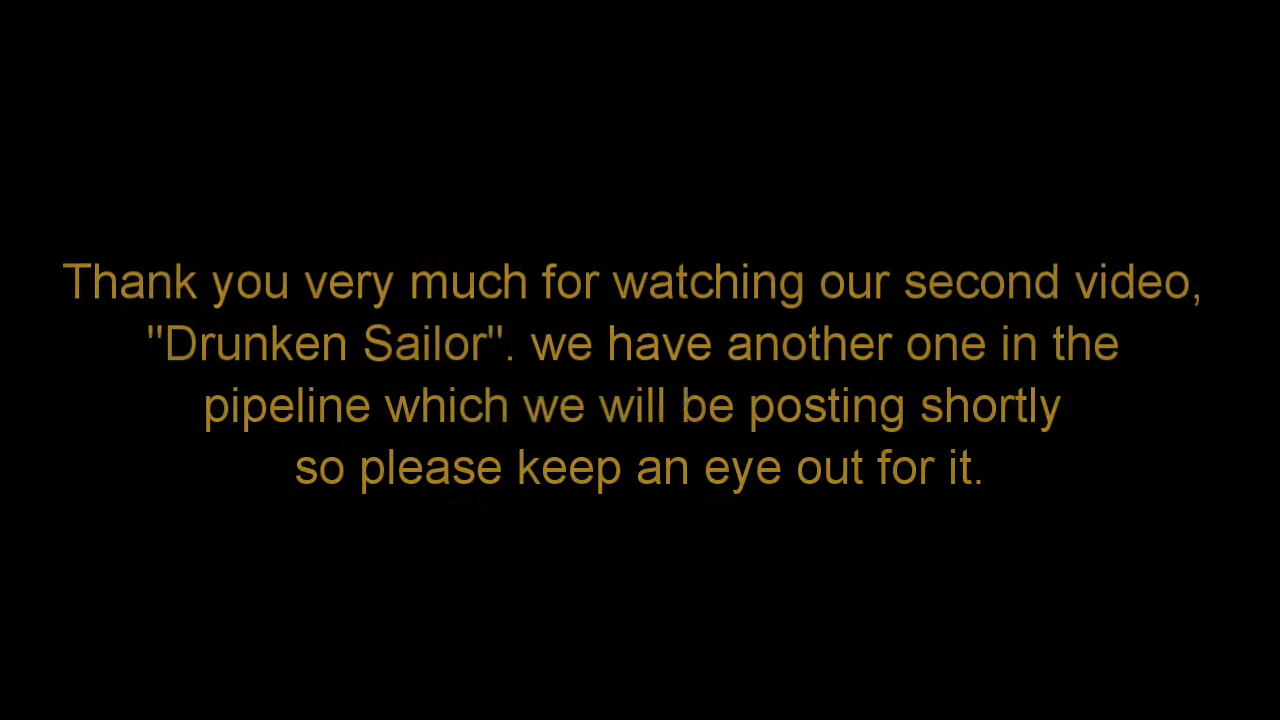 Thank you very much for watching our second video,
"Drunken Sailor". we have another one in the
pipeline which we will be posting shortly
so please keep an eye out for it.